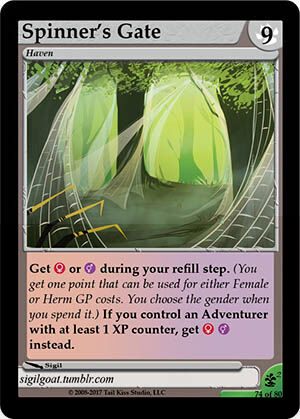 Spinner's Gate
9
Haven
Get ♀ or ⚥ during your refill step. (You
get one point that can be used for either Female
or Herm GP costs. You choose the gender when
you spend it.) If you control an Adventurer
with at least 1 XP counter, get ♀ ⚥
instead.
Sigil
sigilgoat.tumblr.com
© 2008-2017 Tail Kiss Studio, LLC
74 of 80